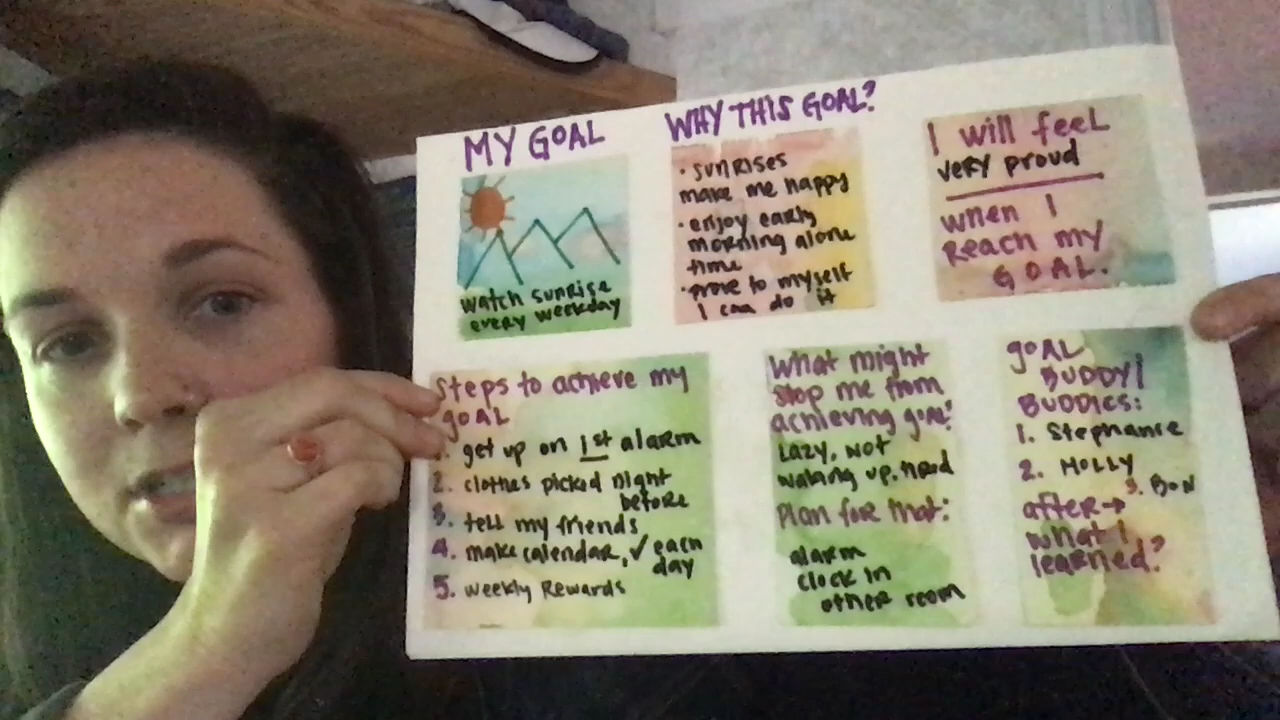 MY GOAL
watch sunrise
every weekday
WHY THIS GOAL?
· sunrises
make me happy
· enjoy early
morning alone
time
· prove to myself
I can do it
I will feel
very proud
when I
Reach my
GOAL.
Steps to achieve my
goal
1. get up on 1st alarm
2. clothes picked night
before
3. tell my friends
4. make calendar, ✓ each
day
5. weekly Rewards
What might
stop me from
achieving goal?
Lazy, not
waking up, need
Plan for that:
alarm
clock in
other room
goAL
BUDDY/
BUDDIES:
1. Stephanie
2. Holly
3. Bon
after→
what I
learned?